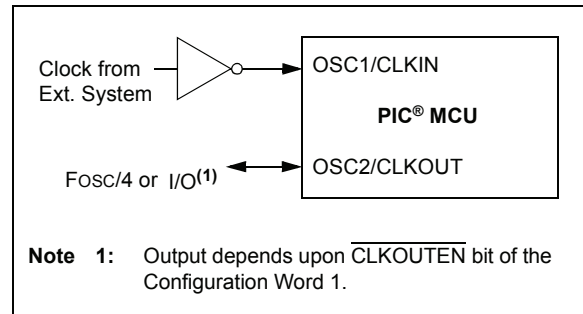 Clock from
Ext. System
OSC1/CLKIN
PIC® MCU
FOSC/4 or I/O(1)
OSC2/CLKOUT
Note 1: Output depends upon CLKOUTEN bit of the
Configuration Word 1.